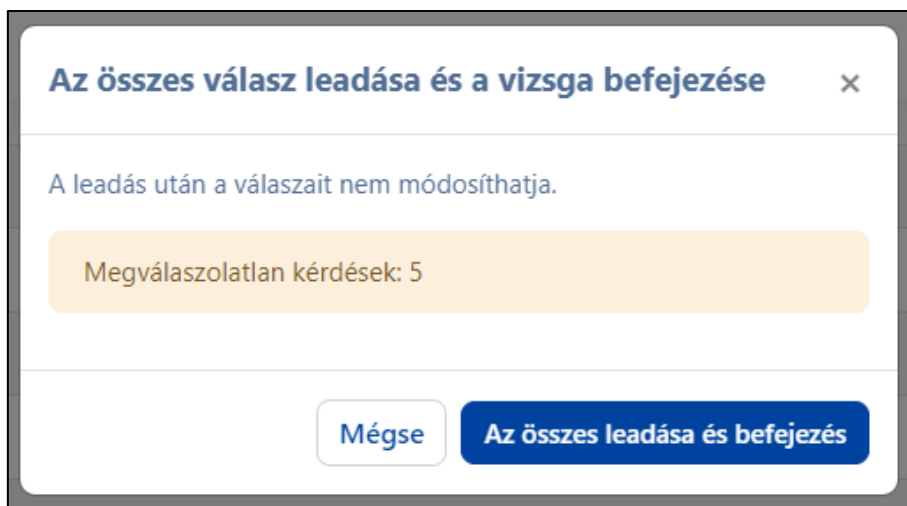 Az összes válasz leadása és a vizsga befejezése
×
A leadás után a válaszait nem módosíthatja.
Megválaszolatlan kérdések: 5
Mégse
Az összes leadása és befejezés